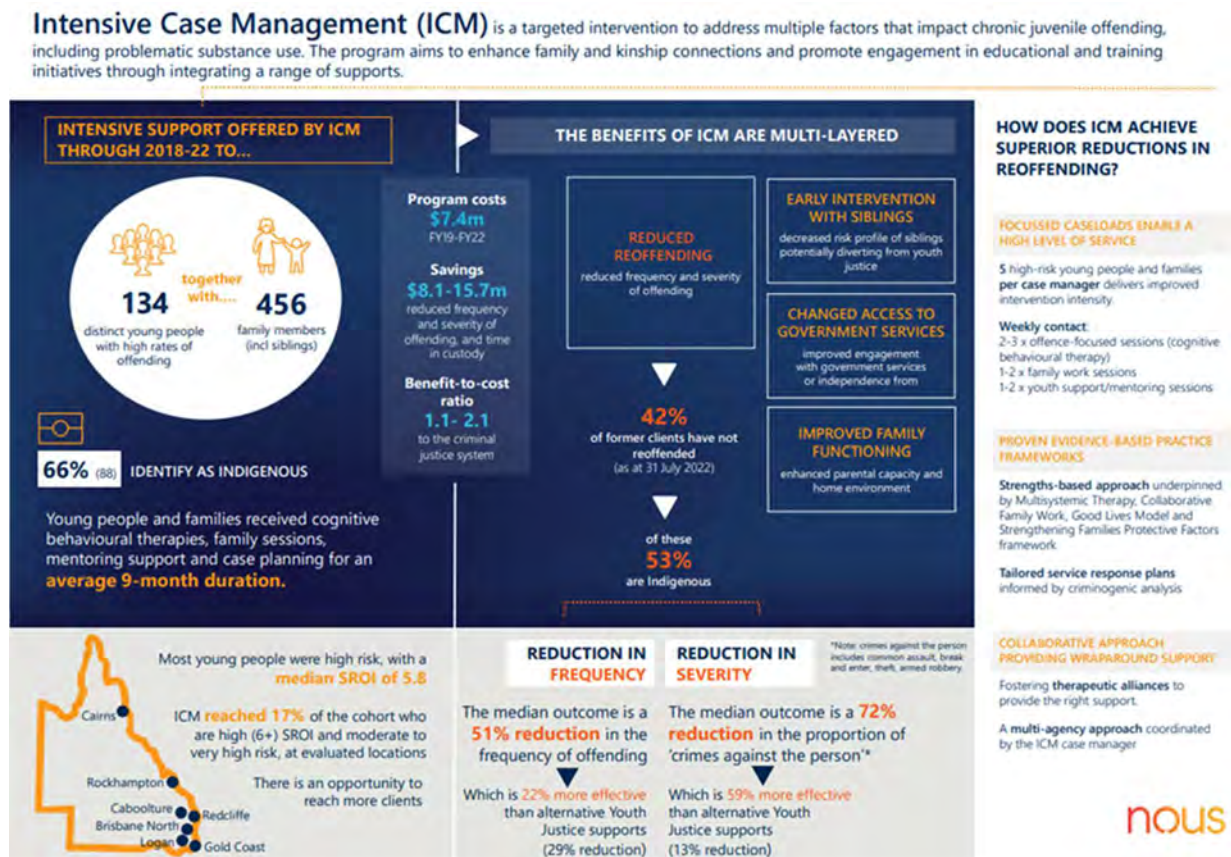 Intensive Case Management (ICM) is a targeted intervention to address multiple factors that impact chronic juvenile offending,
including problematic substance use. The program aims to enhance family and kinship connections and promote engagement in educational and training
initiatives through integrating a range of supports.
INTENSIVE SUPPORT OFFERED BY ICM
THROUGH 2018-22 TO...
134
distinct young people
with high rates of
offending
together
with....
456
family members
(incl siblings)
66% (88) IDENTIFY AS INDIGENOUS
Young people and families received cognitive
behavioural therapies, family sessions,
mentoring support and case planning for an
average 9-month duration.
Program costs
$7.4m
FY19-FY22
Savings
$8.1-15.7m
reduced frequency
and severity of
offending, and time
in custody
Benefit-to-cost
ratio
1.1- 2.1
to the criminal
justice system
THE BENEFITS OF ICM ARE MULTI-LAYERED
REDUCED
REOFFENDING
reduced frequency and severity
of offending
42%
of former clients have not
reoffended
(as at 31 July 2022)
of these
53%
are Indigenous
EARLY INTERVENTION
WITH SIBLINGS
decreased risk profile of siblings
potentially diverting from youth
justice
CHANGED ACCESS TO
GOVERNMENT SERVICES
improved engagement
with government services
or independence from
IMPROVED FAMILY
FUNCTIONING
enhanced parental capacity and
home environment
Most young people were high risk, with a
median SROI of 5.8
ICM reached 17% of the cohort who
are high (6+) SROI and moderate to
very high risk, at evaluated locations
There is an opportunity to
reach more clients
Cairns
Rockhampton
Caboolture
Redcliffe
Brisbane North
Logan
Gold Coast
REDUCTION IN
FREQUENCY
The median outcome is a
51% reduction in the
frequency of offending
Which is 22% more effective
than alternative Youth
Justice supports
(29% reduction)
REDUCTION IN
SEVERITY
*Note: crimes against the person
includes common assault, break
and enter, theft, armed robbery.
The median outcome is a 72%
reduction in the proportion of
'crimes against the person'*
Which is 59% more effective
than alternative Youth
Justice supports
(13% reduction)
HOW DOES ICM ACHIEVE
SUPERIOR REDUCTIONS IN
REOFFENDING?
FOCUSSED CASELOADS ENABLE A
HIGH LEVEL OF SERVICE
5 high-risk young people and families
per case manager delivers improved
intervention intensity.
Weekly contact:
2-3 x offence-focused sessions (cognitive
behavioural therapy)
1-2 x family work sessions
1-2 x youth support/mentoring sessions
PROVEN EVIDENCE-BASED PRACTICE
FRAMEWORKS
Strengths-based approach underpinned
by Multisystemic Therapy, Collaborative
Family Work, Good Lives Model and
Strengthening Families Protective Factors
framework
Tailored service response plans
informed by criminogenic analysis
COLLABORATIVE APPROACH
PROVIDING WRAPAROUND SUPPORT
Fostering therapeutic alliances to
provide the right support.
A multi-agency approach coordinated
by the ICM case manager
nous